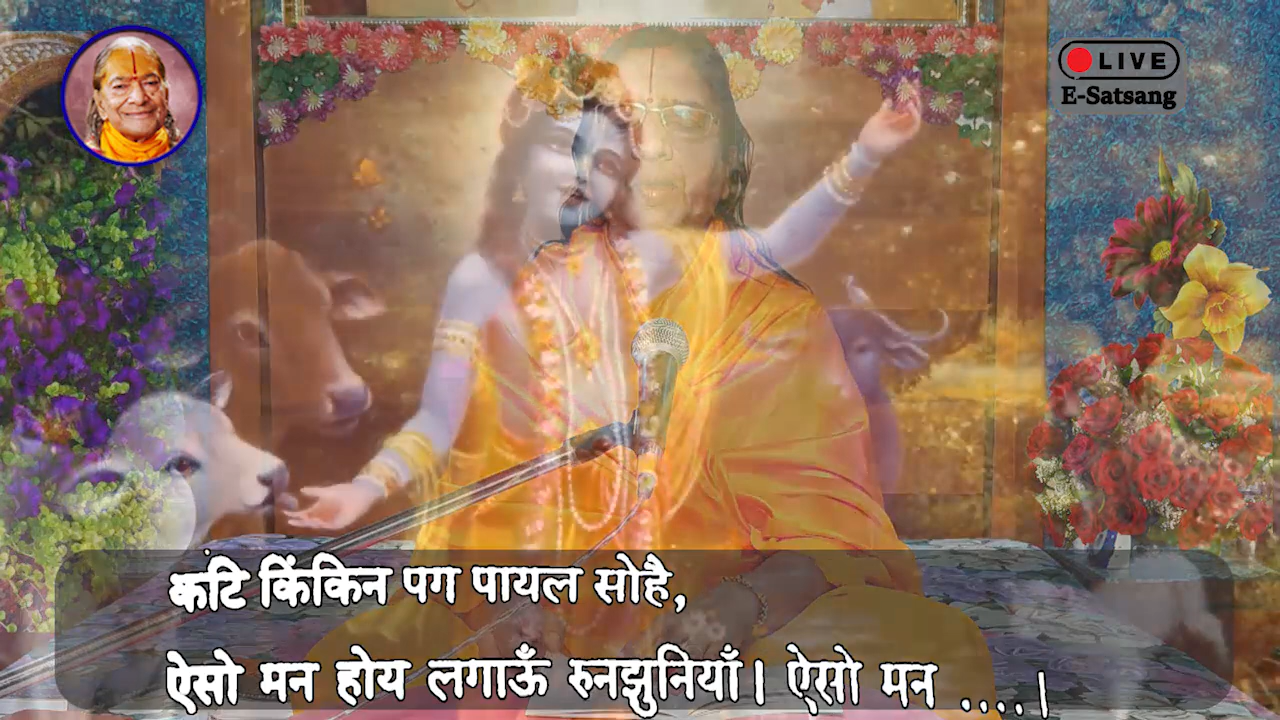 LIVE
E-Satsang
कटि किंकिन पग पायल सोहै,
ऐसो मन होय लगाऊँ रुनझुनियाँ। ऐसो मन ....।